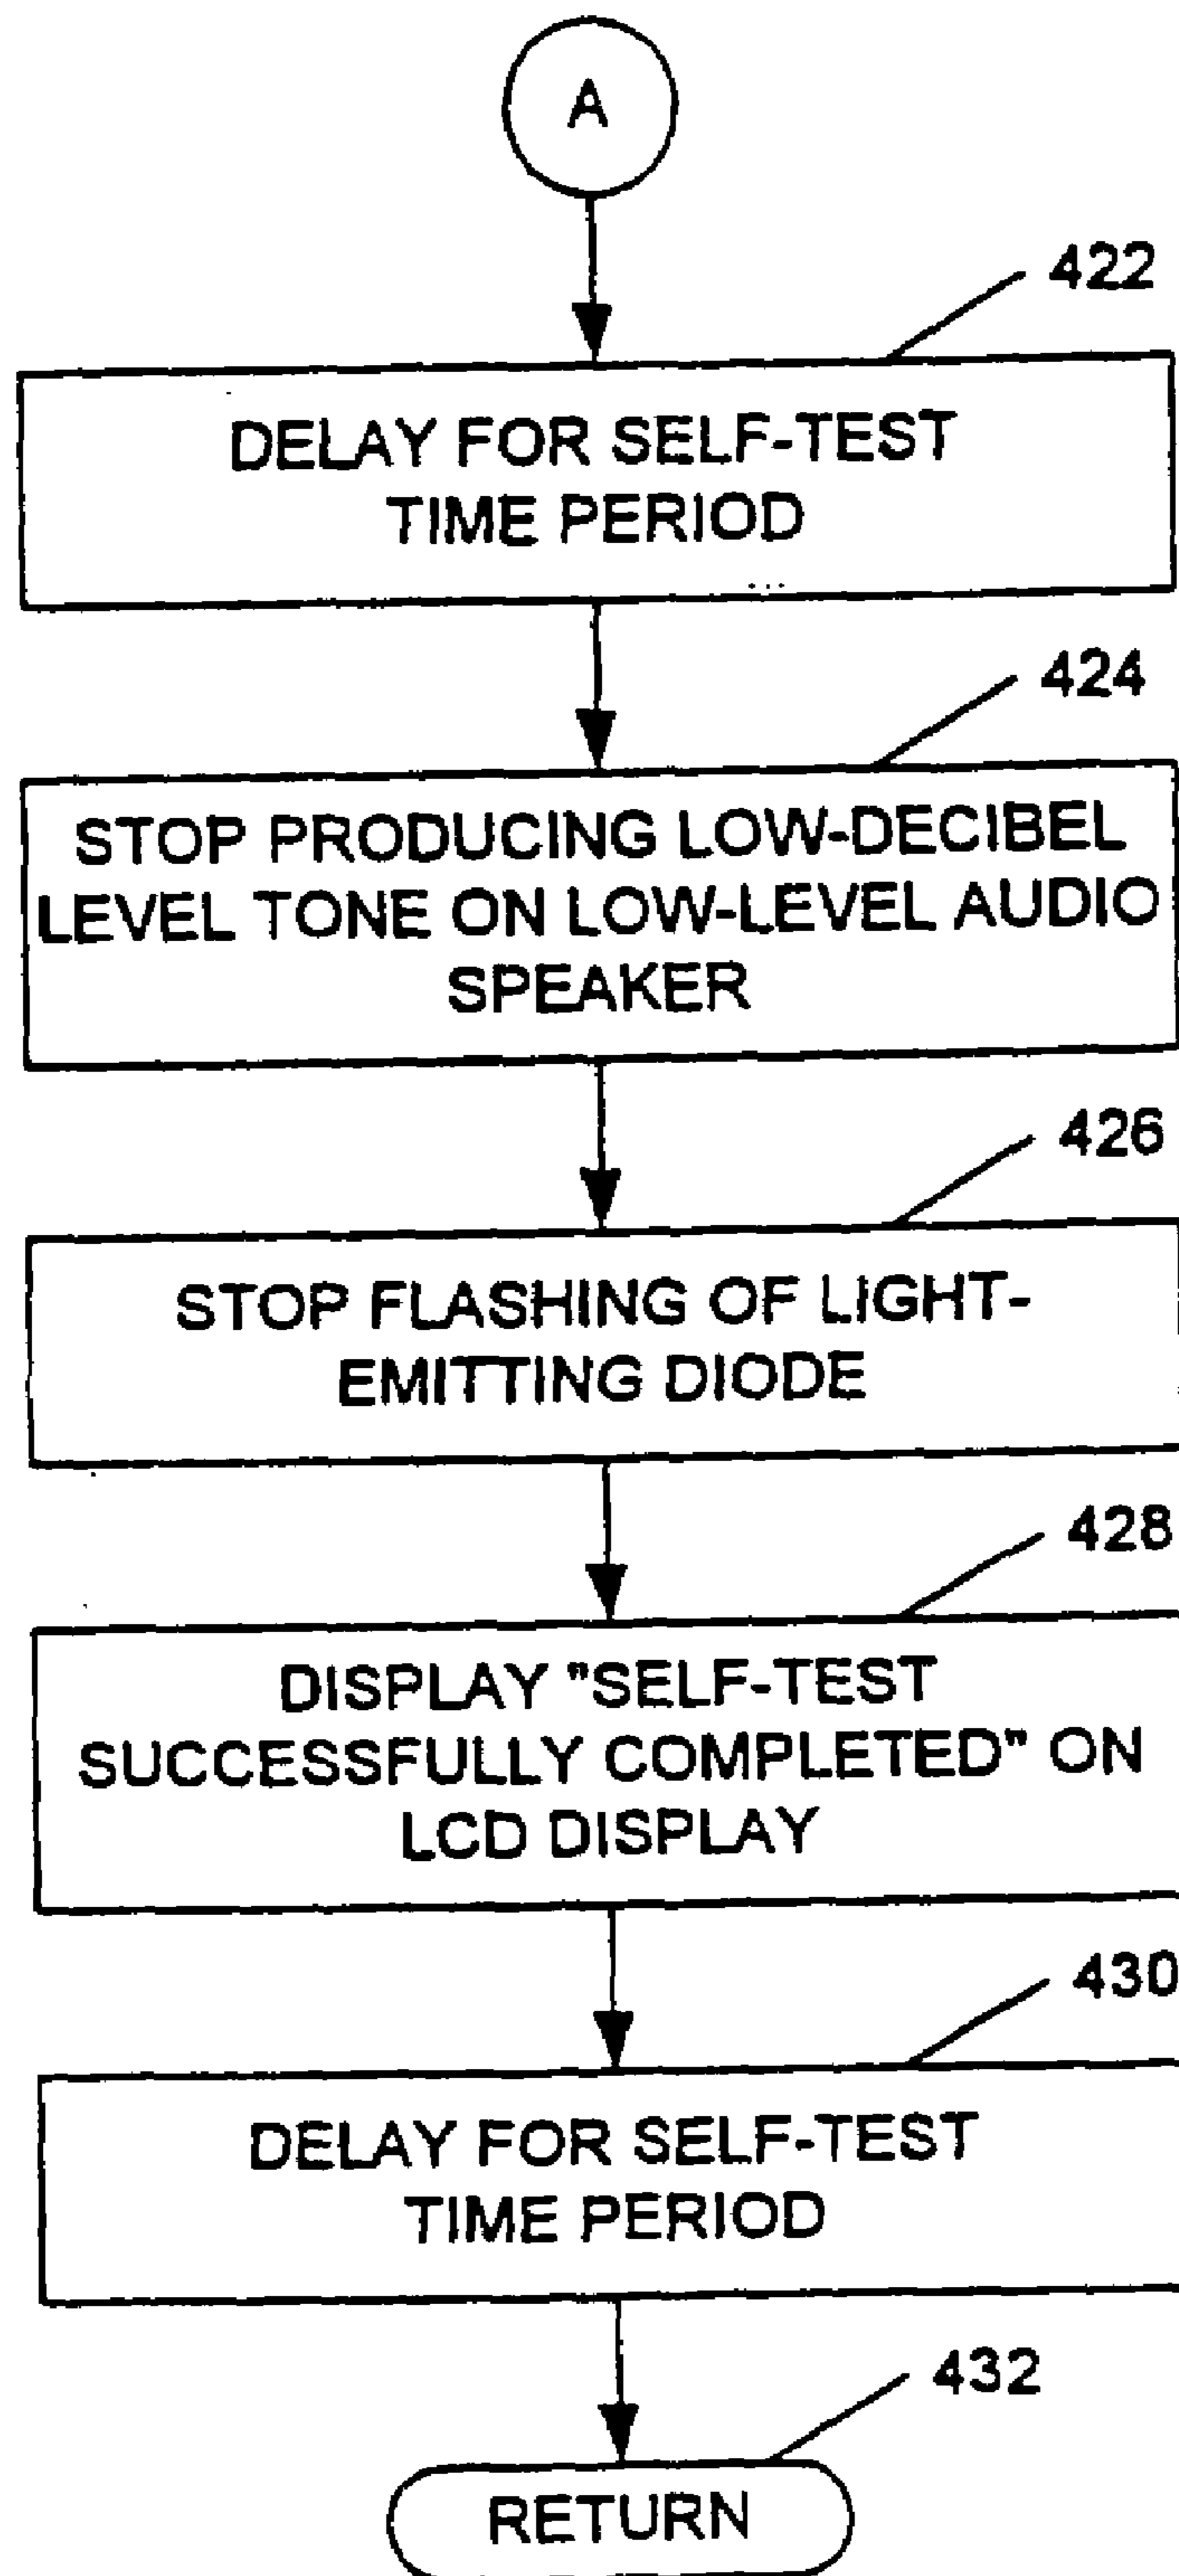 A
422
DELAY FOR SELF-TEST
TIME PERIOD
424
STOP PRODUCING LOW-DECIBEL
LEVEL TONE ON LOW-LEVEL AUDIO
SPEAKER
426
STOP FLASHING OF LIGHT-
EMITTING DIODE
428
DISPLAY "SELF-TEST
SUCCESSFULLY COMPLETED" ON
LCD DISPLAY
430
DELAY FOR SELF-TEST
TIME PERIOD
432
RETURN